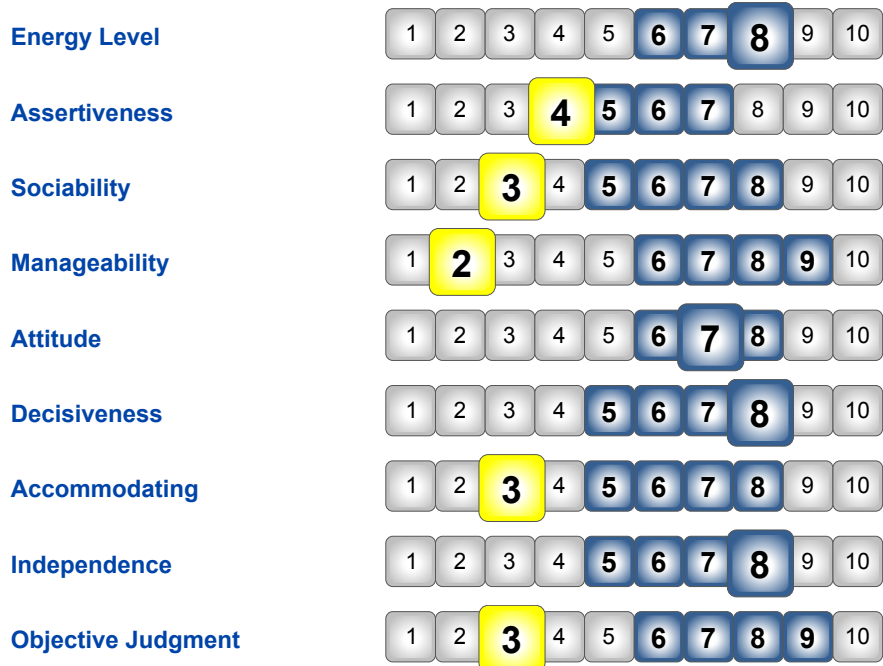 Energy Level 1 2 3 4 5 6 7 8 9 10
Assertiveness 1 2 3 4 5 6 7 8 9 10
Sociability 1 2 3 4 5 6 7 8 9 10
Manageability 1 2 3 4 5 6 7 8 9 10
Attitude 1 2 3 4 5 6 7 8 9 10
Decisiveness 1 2 3 4 5 6 7 8 9 10
Accommodating 1 2 3 4 5 6 7 8 9 10
Independence 1 2 3 4 5 6 7 8 9 10
Objective Judgment 1 2 3 4 5 6 7 8 9 10